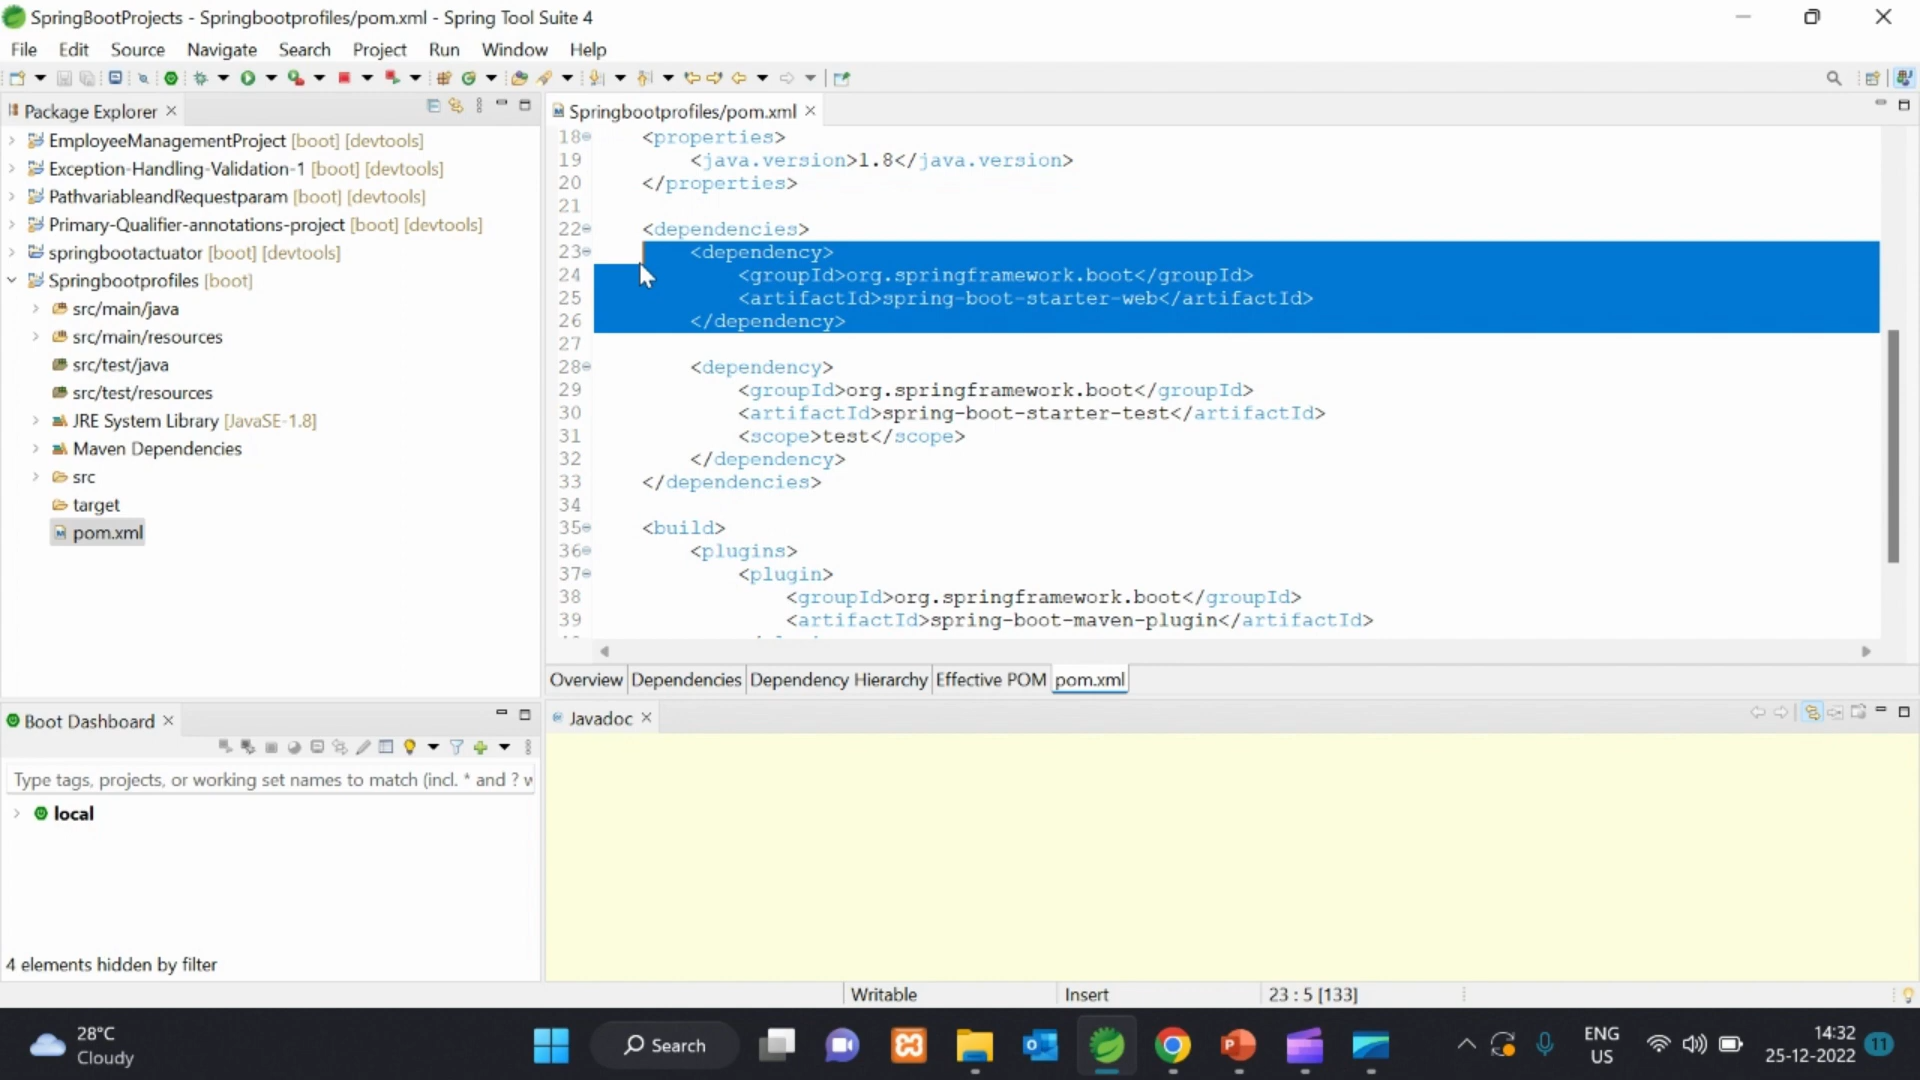 SpringBootProjects - Springbootprofiles/pom.xml - Spring Tool Suite 4
File Edit Source Navigate Search Project Run Window Help
Package Explorer
EmployeeManagementProject [boot] [devtools]
Exception-Handling-Validation-1 [boot] [devtools]
PathvariableandRequestparam [boot] [devtools]
Primary-Qualifier-annotations-project [boot] [devtools]
springbootactuator [boot] [devtools]
Springbootprofiles [boot]
src/main/java
src/main/resources
src/test/java
src/test/resources
JRE System Library [JavaSE-1.8]
Maven Dependencies
src
target
pom.xml
Springbootprofiles/pom.xml
18 <properties>
19 <java.version>1.8</java.version>
20 </properties>
21
22 <dependencies>
23 <dependency>
24 <groupId>org.springframework.boot</groupId>
25 <artifactId>spring-boot-starter-web</artifactId>
26 </dependency>
27
28 <dependency>
29 <groupId>org.springframework.boot</groupId>
30 <artifactId>spring-boot-starter-test</artifactId>
31 <scope>test</scope>
32 </dependency>
33 </dependencies>
34
35 <build>
36 <plugins>
37 <plugin>
38 <groupId>org.springframework.boot</groupId>
39 <artifactId>spring-boot-maven-plugin</artifactId>
Overview Dependencies Dependency Hierarchy Effective POM pom.xml
Boot Dashboard
Type tags, projects, or working set names to match (incl. * and ? w
local
4 elements hidden by filter
Javadoc
Writable Insert 23 : 5 [133]
28°C
Cloudy
Search
ENG
US
14:32
25-12-2022
11